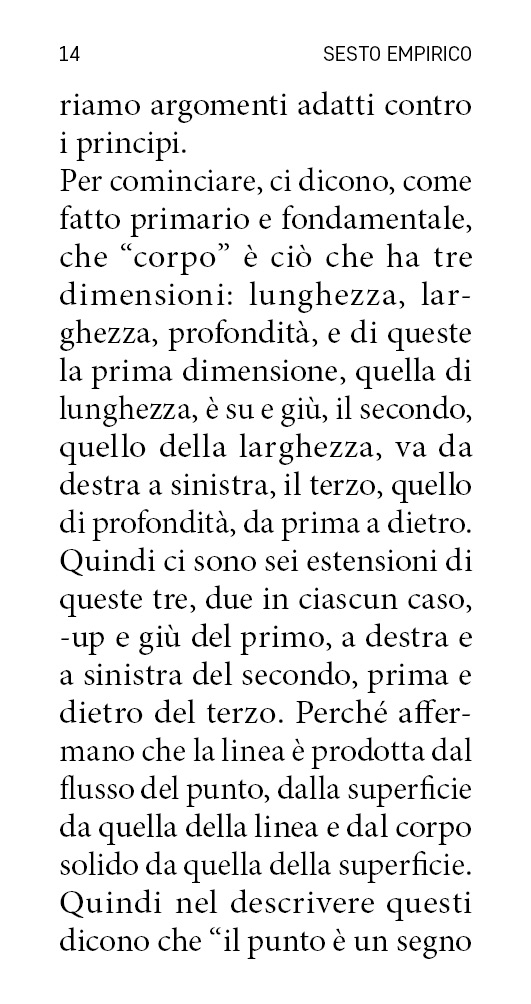 14 SESTO EMPIRICO
riamo argomenti adatti contro
i principi.
Per cominciare, ci dicono, come
fatto primario e fondamentale,
che “corpo” è ciò che ha tre
dimensioni: lunghezza, lar-
ghezza, profondità, e di queste
la prima dimensione, quella di
lunghezza, è su e giù, il secondo,
quello della larghezza, va da
destra a sinistra, il terzo, quello
di profondità, da prima a dietro.
Quindi ci sono sei estensioni di
queste tre, due in ciascun caso,
-up e giù del primo, a destra e
a sinistra del secondo, prima e
dietro del terzo. Perché affer-
mano che la linea è prodotta dal
flusso del punto, dalla superficie
da quella della linea e dal corpo
solido da quella della superficie.
Quindi nel descrivere questi
dicono che “il punto è un segno